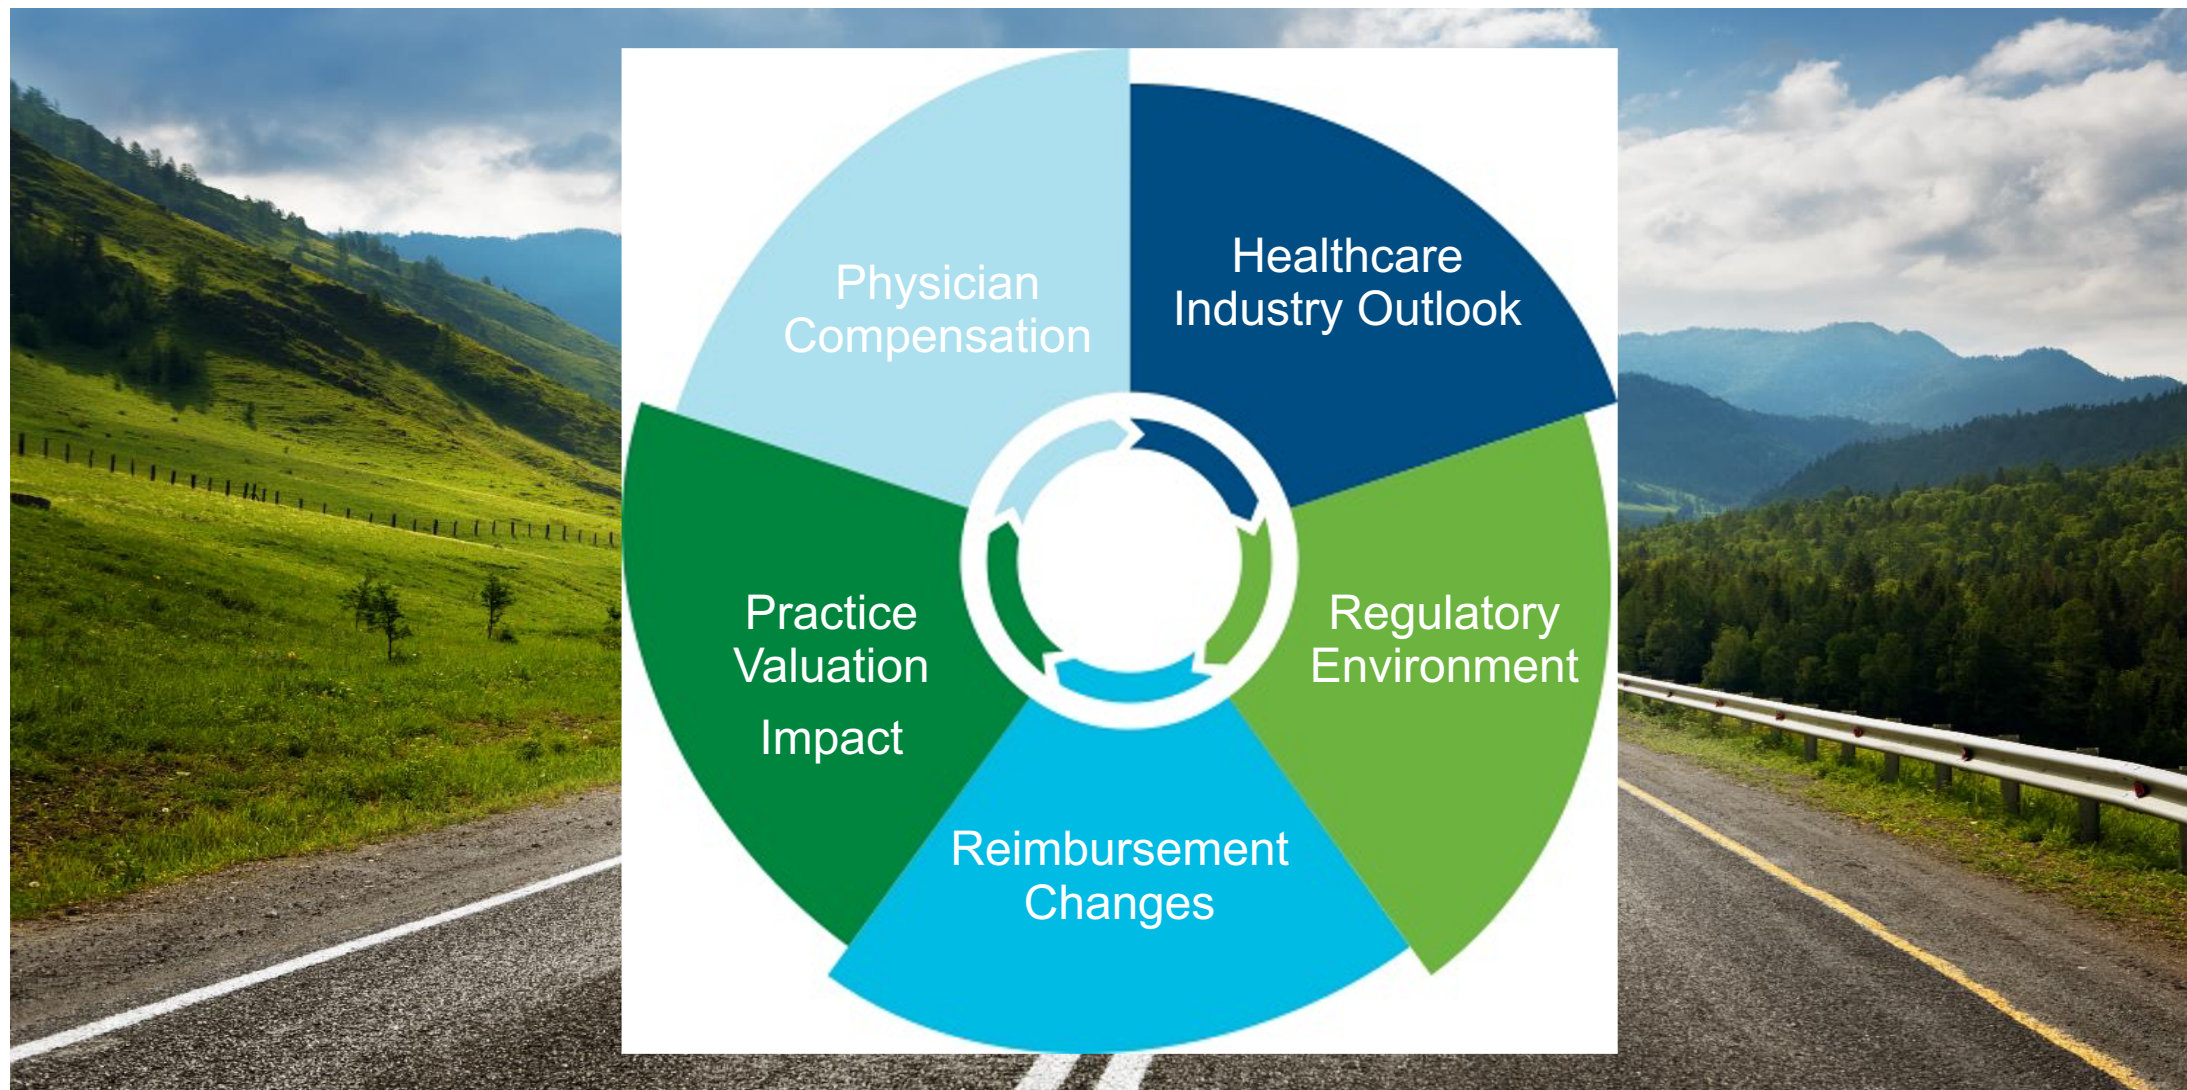 Healthcare
Industry Outlook
Regulatory
Environment
Reimbursement
Changes
Practice
Valuation
Impact
Physician
Compensation